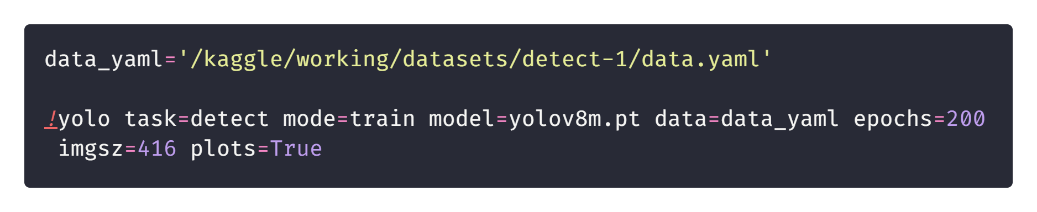 data_yaml='/kaggle/working/datasets/detect-1/data.yaml'
!yolo task=detect mode=train model=yolov8m.pt data=data_yaml epochs=200
imgsz=416 plots=True